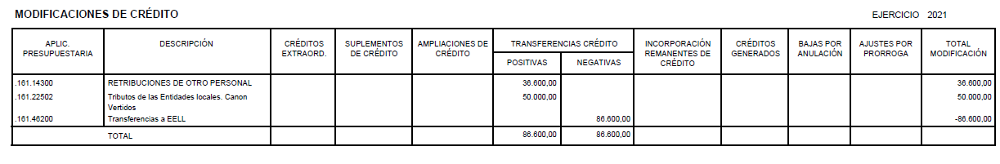 MODIFICACIONES DE CRÉDITO
EJERCICIO 2021
APLIC. PRESUPUESTARIA DESCRIPCIÓN CRÉDITOS EXTRAORD. SUPLEMENTOS DE CRÉDITO AMPLIACIONES DE CRÉDITO TRANSFERENCIAS CRÉDITO INCORPORACIÓN REMANENTES DE CRÉDITO CRÉDITOS GENERADOS BAJAS POR ANULACIÓN AJUSTES POR PRORROGA TOTAL MODIFICACIÓN
POSITIVAS NEGATIVAS
.161.14300 RETRIBUCIONES DE OTRO PERSONAL 36.600,00 36.600,00
.161.22502 Tributos de las Entidades locales. Canon 50.000,00 50.000,00
Vertidos
.161.46200 Transferencias a EELL 86.600,00 -86.600,00
TOTAL 86.600,00 86.600,00